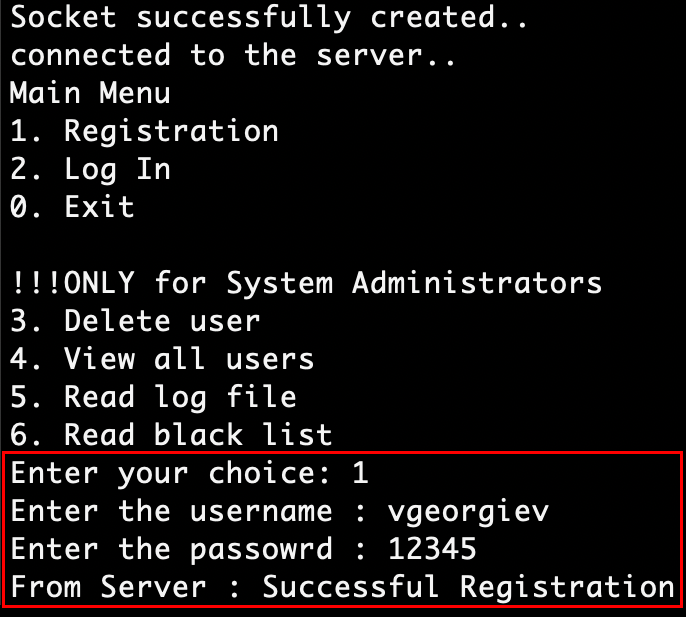 Socket successfully created..
connected to the server..
Main Menu
1. Registration
2. Log In
0. Exit

!!!ONLY for System Administrators
3. Delete user
4. View all users
5. Read log file
6. Read black list
Enter your choice: 1
Enter the username : vgeorgiev
Enter the passowrd : 12345
From Server : Successful Registration